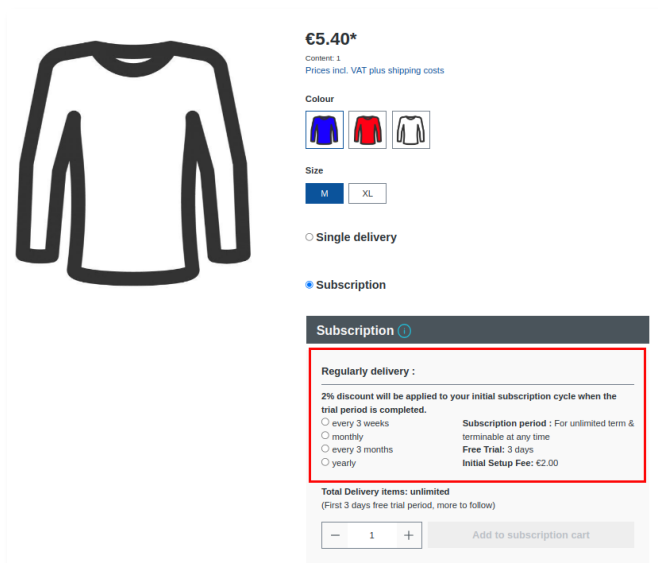 €5.40*
Content: 1
Prices incl. VAT plus shipping costs
Colour
Size
M
XL
Single delivery
Subscription
Subscription
Regularly delivery :
2% discount will be applied to your initial subscription cycle when the
trial period is completed.
every 3 weeks
monthly
every 3 months
yearly
Subscription period : For unlimited term &
terminable at any time
Free Trial: 3 days
Initial Setup Fee: €2.00
Total Delivery items: unlimited
(First 3 days free trial period, more to follow)
− 1 +
Add to subscription cart